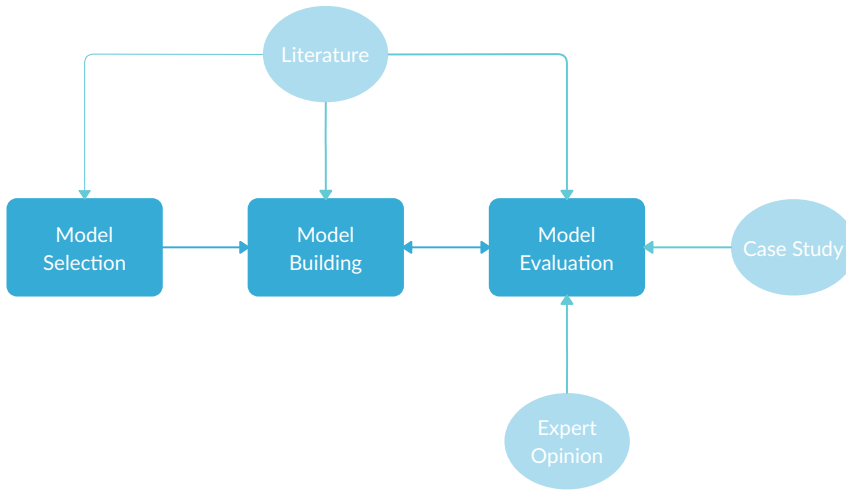 Literature
Model
Selection
Model
Building
Model
Evaluation
Case Study
Expert
Opinion